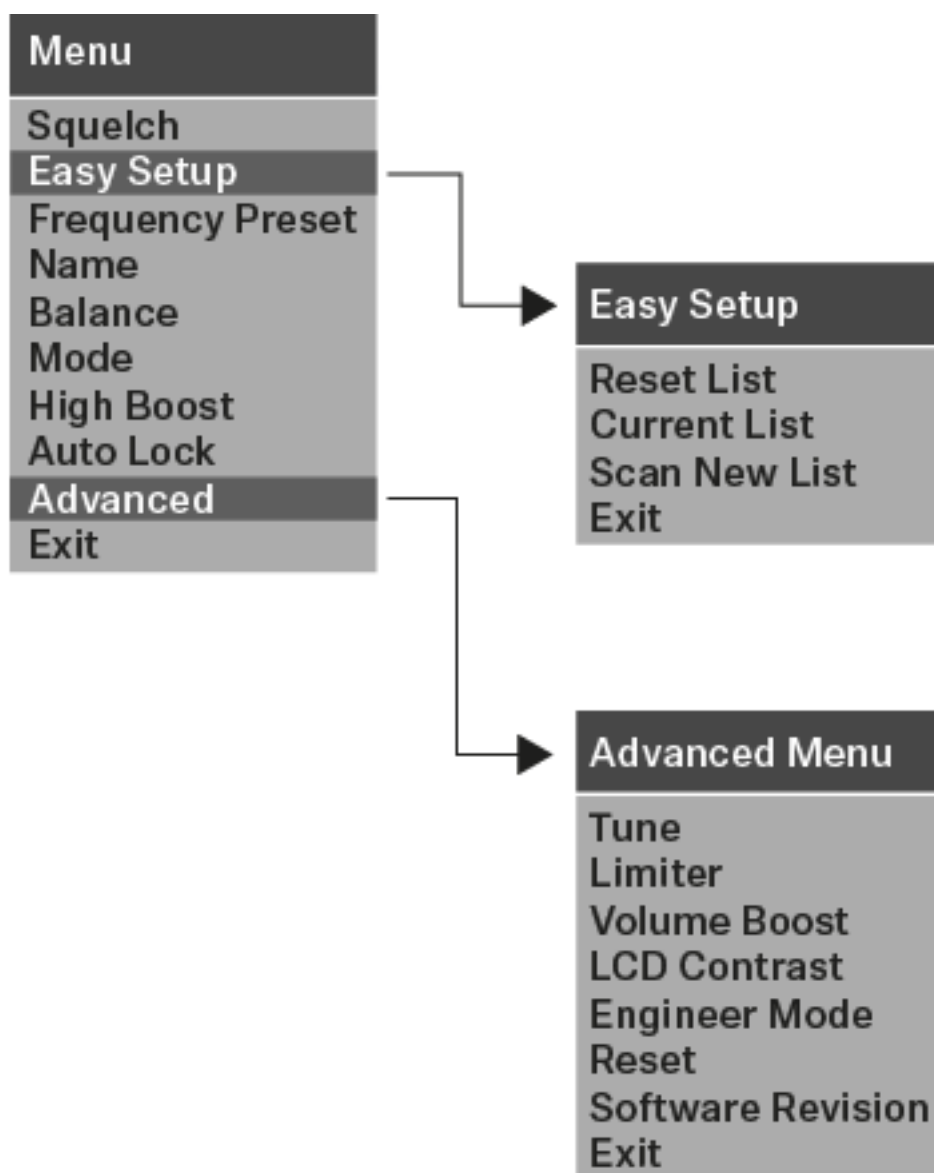 Menu
Squelch
Easy Setup
Frequency Preset
Name
Balance
Mode
High Boost
Auto Lock
Advanced
Exit
Easy Setup
Reset List
Current List
Scan New List
Exit
Advanced Menu
Tune
Limiter
Volume Boost
LCD Contrast
Engineer Mode
Reset
Software Revision
Exit